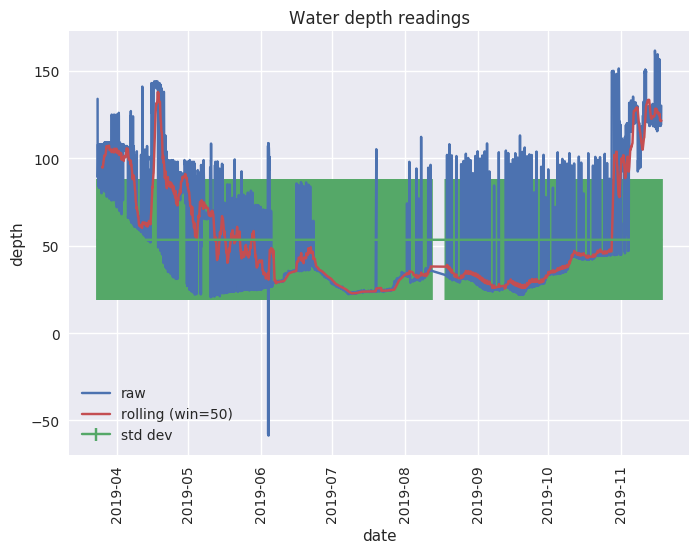 Water depth readings
depth
150
100
50
0
−50
raw
rolling (win=50)
std dev
2019-04
2019-05
2019-06
2019-07
2019-08
2019-09
2019-10
2019-11
date